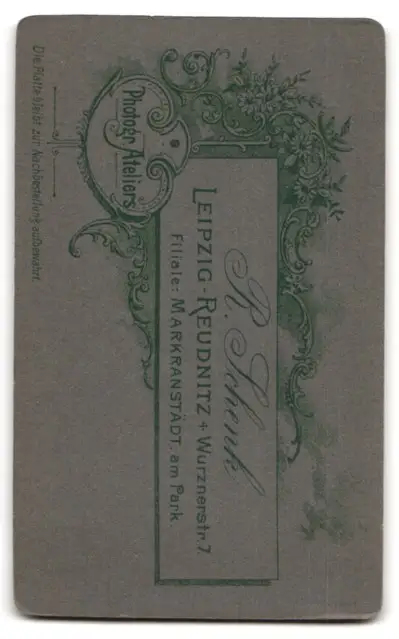 Photogr. Ateliers
R. Schenk
LEIPZIG-REUDNITZ + Wurznerstr. 7.
Filiale: MARKRANSTÄDT, am Park.
Die Platte bleibt zur Nachbestellung aufbewahrt.